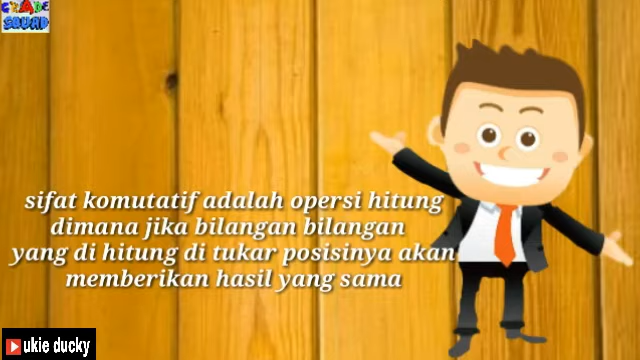 GRADE
SQUAD
sifat komutatif adalah opersi hitung
dimana jika bilangan bilangan
yang di hitung di tukar posisinya akan
memberikan hasil yang sama
ukie ducky